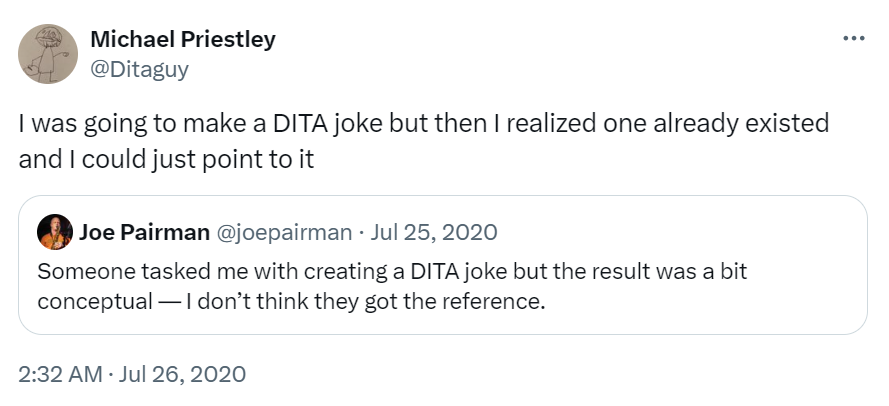 Michael Priestley
@Ditaguy
I was going to make a DITA joke but then I realized one already existed
and I could just point to it
Joe Pairman @joepairman · Jul 25, 2020
Someone tasked me with creating a DITA joke but the result was a bit
conceptual — I don’t think they got the reference.
2:32 AM · Jul 26, 2020